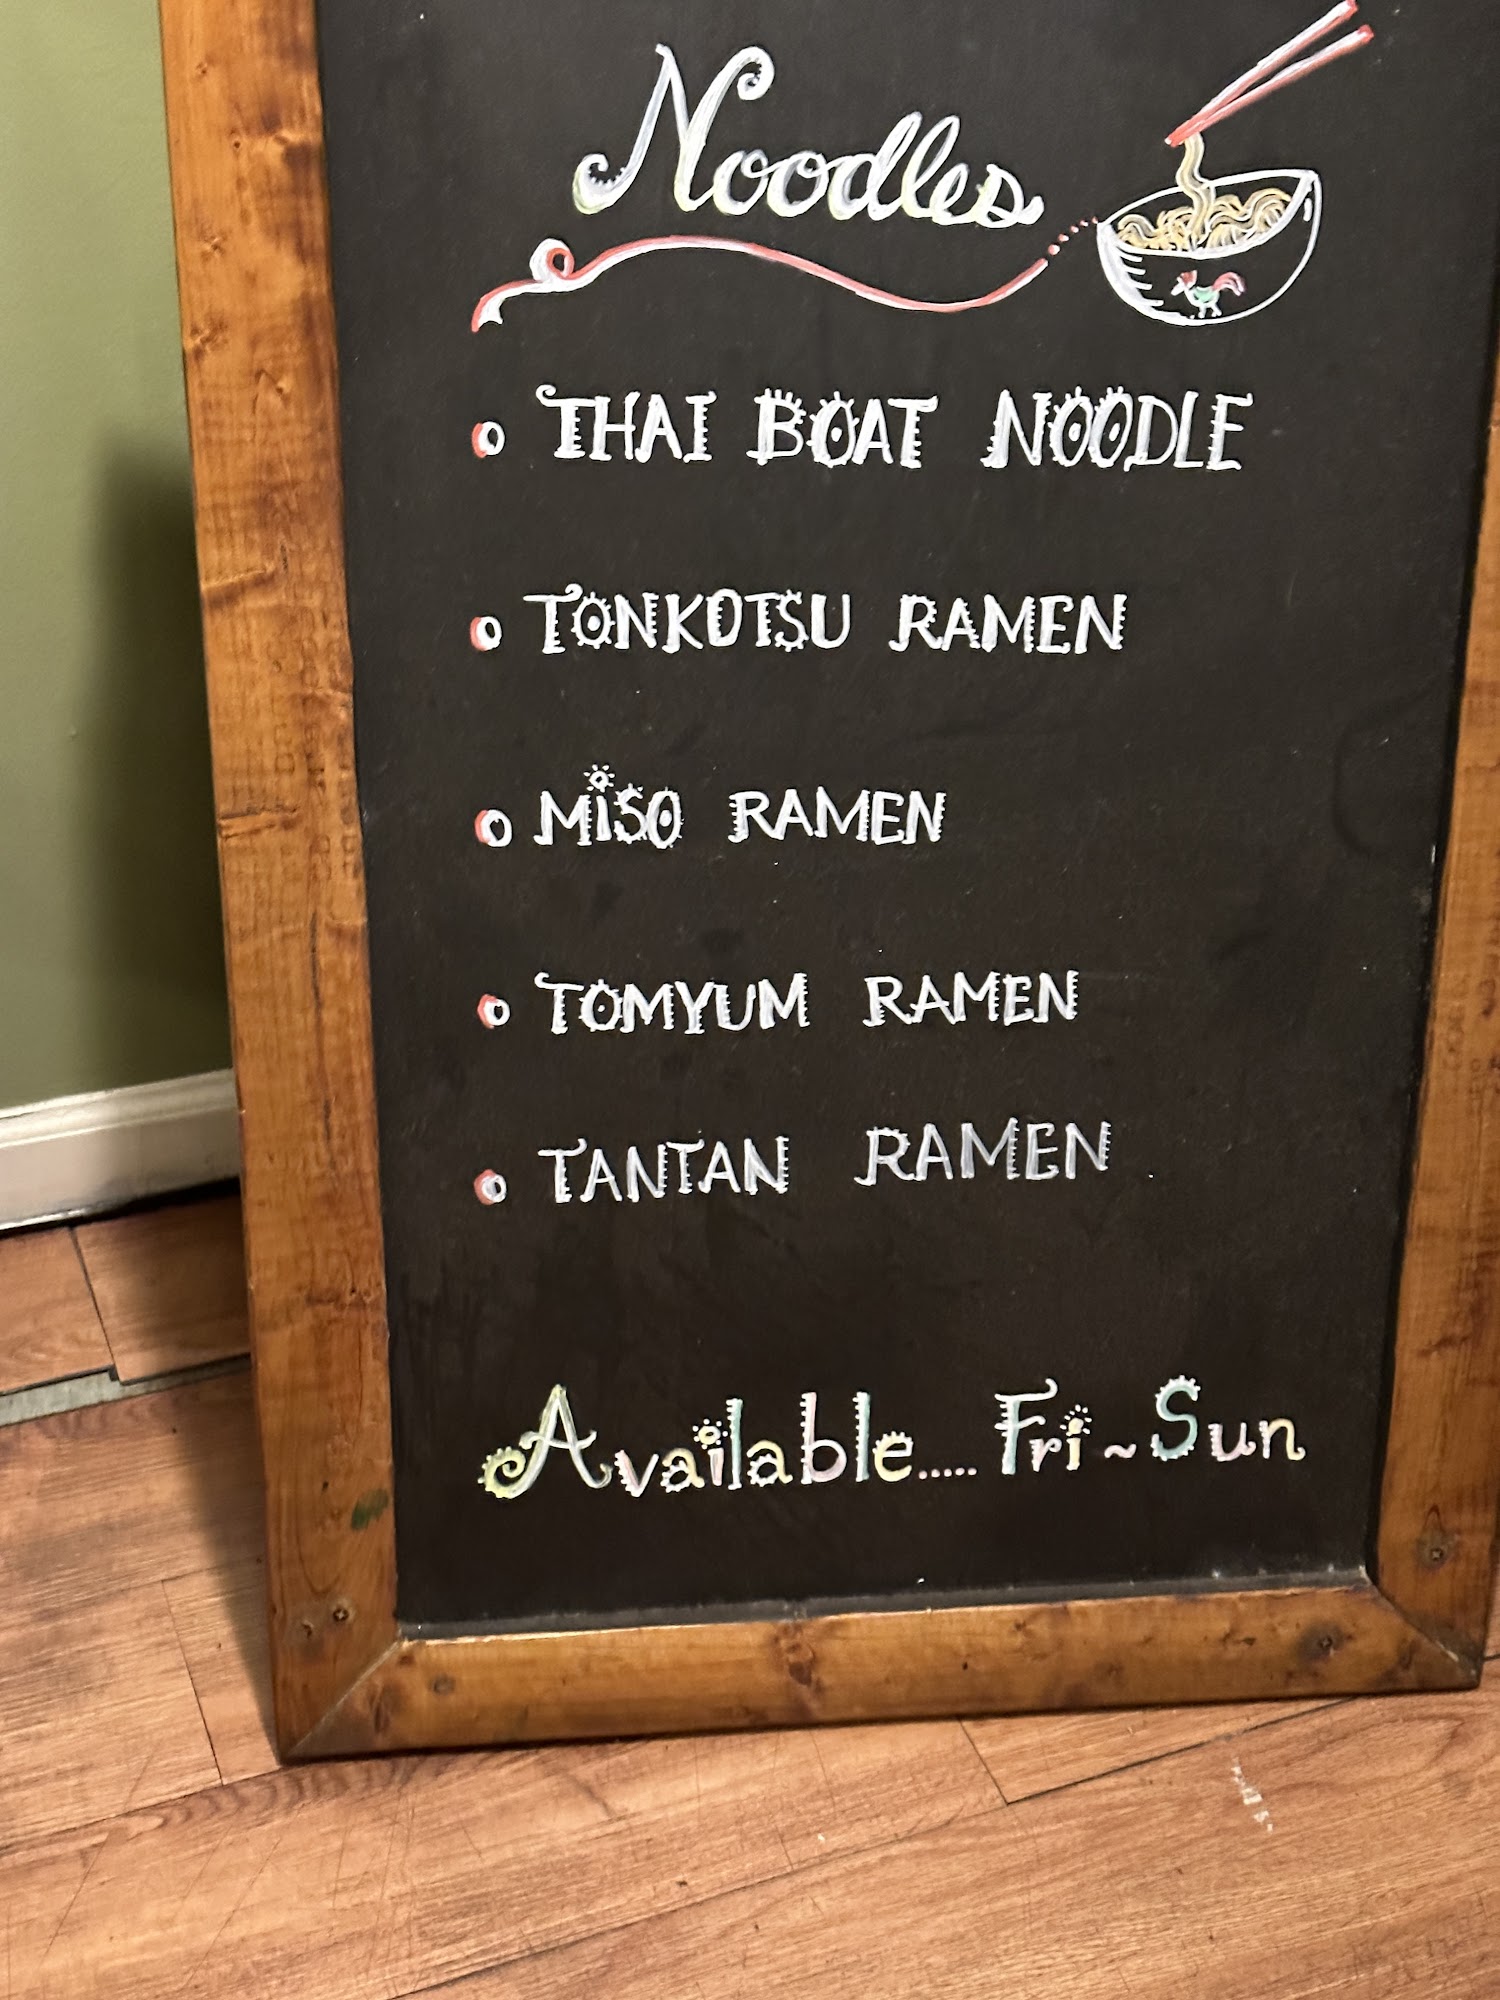 Noodles
THAI BOAT NOODLE
TONKOTSU RAMEN
MISO RAMEN
TOMYUM RAMEN
TANTAN RAMEN
Available..... Fri ~ Sun